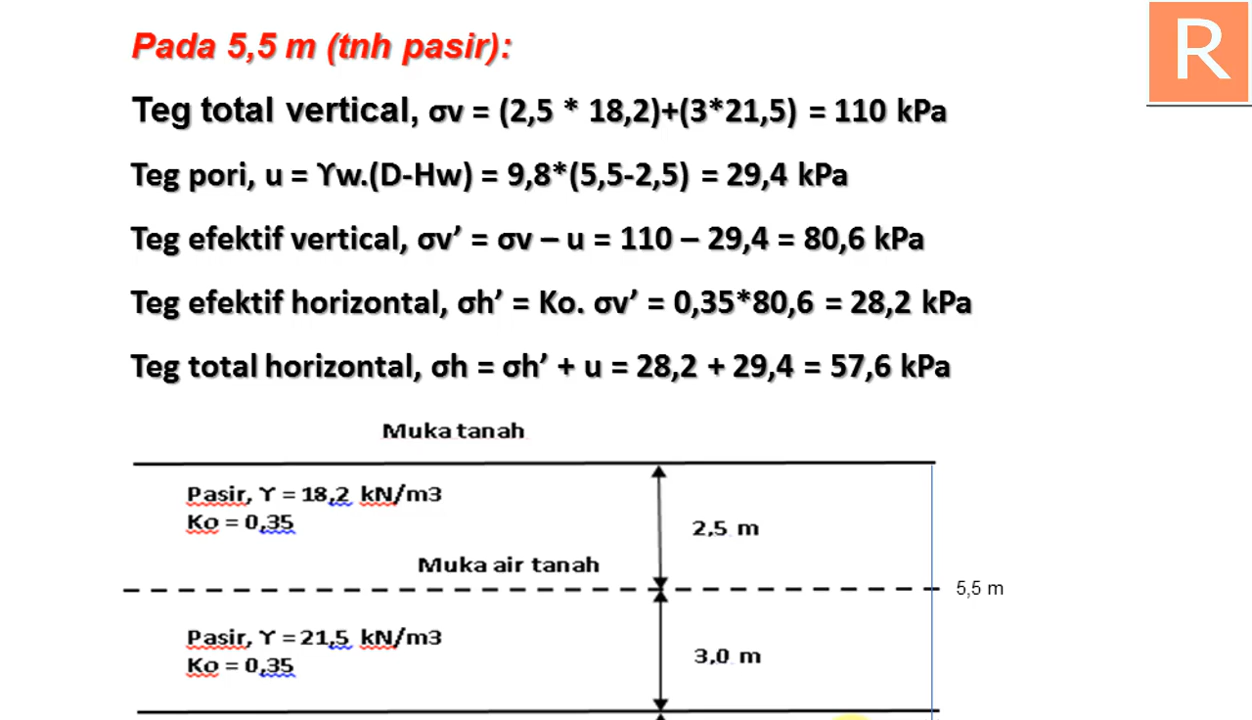 R
Pada 5,5 m (tnh pasir):
Teg total vertical, σv = (2,5 * 18,2)+(3*21,5) = 110 kPa
Teg pori, u = ϒw.(D-Hw) = 9,8*(5,5-2,5) = 29,4 kPa
Teg efektif vertical, σv’ = σv – u = 110 – 29,4 = 80,6 kPa
Teg efektif horizontal, σh’ = Ko. σv’ = 0,35*80,6 = 28,2 kPa
Teg total horizontal, σh = σh’ + u = 28,2 + 29,4 = 57,6 kPa
Muka tanah
Pasir, ϒ = 18,2 kN/m3
Ko = 0,35
2,5 m
Muka air tanah
5,5 m
Pasir, ϒ = 21,5 kN/m3
Ko = 0,35
3,0 m